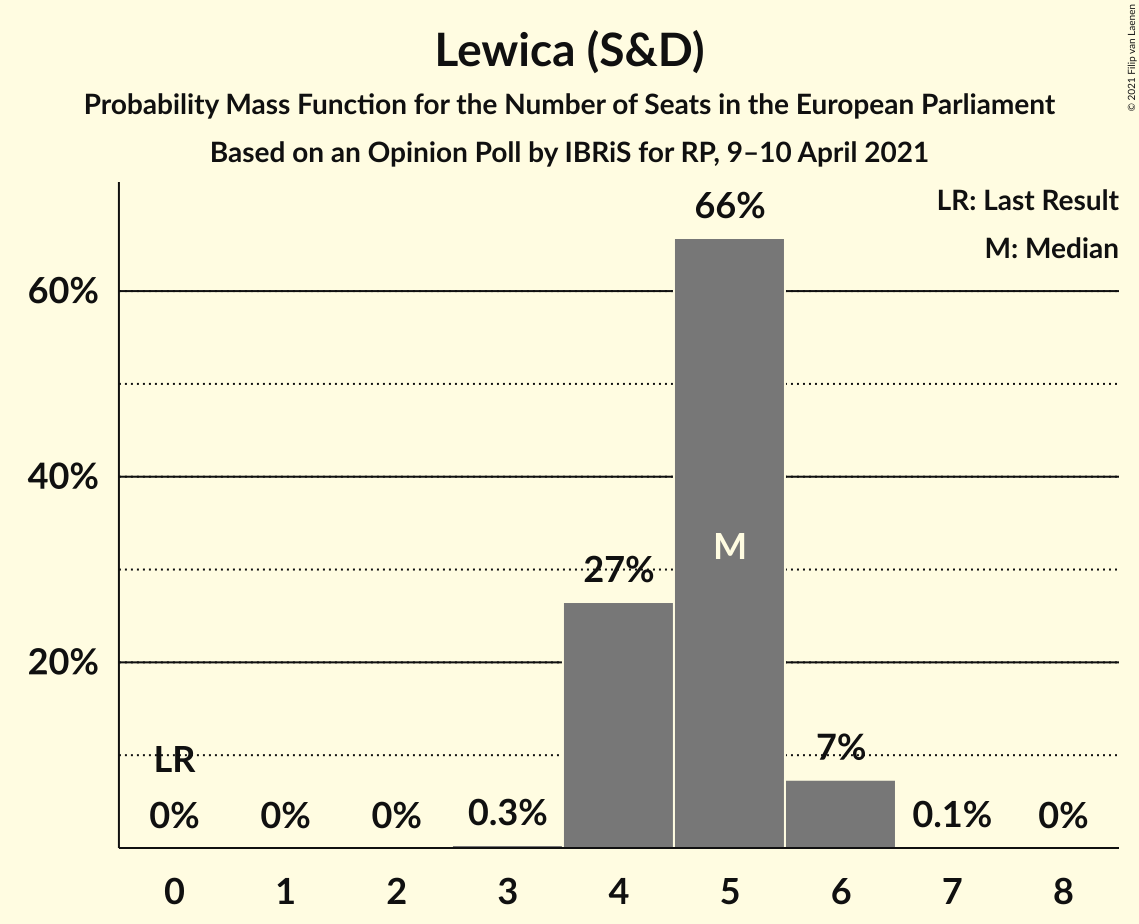 Lewica (S&D)
Probability Mass Function for the Number of Seats in the European Parliament
Based on an Opinion Poll by IBRiS for RP, 9–10 April 2021
© 2021 Filip van Laenen
LR: Last Result
M: Median
66%
60%
40%
20%
M
27%
LR
7%
0%
0%
0%
0.3%
0.1%
0%
0 1 2 3 4 5 6 7 8